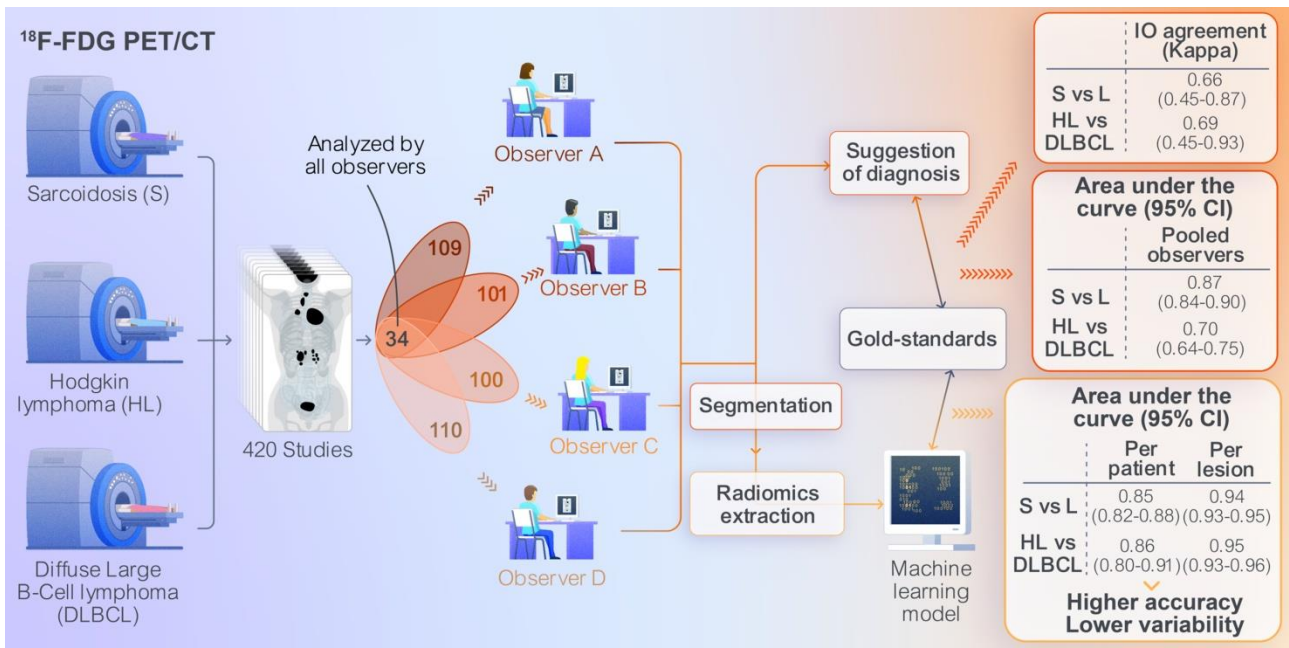 ¹⁸F-FDG PET/CT
Sarcoidosis (S)
Hodgkin
lymphoma (HL)
Diffuse Large
B-Cell lymphoma
(DLBCL)
420 Studies
Analyzed by
all observers
109
101
34
100
110
Observer A
Observer B
Observer C
Observer D
Segmentation
Radiomics
extraction
Suggestion
of diagnosis
Gold-standards
Machine
learning
model
IO agreement
(Kappa)
S vs L
0.66
(0.45-0.87)
HL vs
DLBCL
0.69
(0.45-0.93)
Area under the
curve (95% CI)
Pooled
observers
S vs L
0.87
(0.84-0.90)
HL vs
DLBCL
0.70
(0.64-0.75)
Area under the
curve (95% CI)
Per
patient
Per
lesion
S vs L
0.85
(0.82-0.88)
0.94
(0.93-0.95)
HL vs
DLBCL
0.86
(0.80-0.91)
0.95
(0.93-0.96)
Higher accuracy
Lower variability